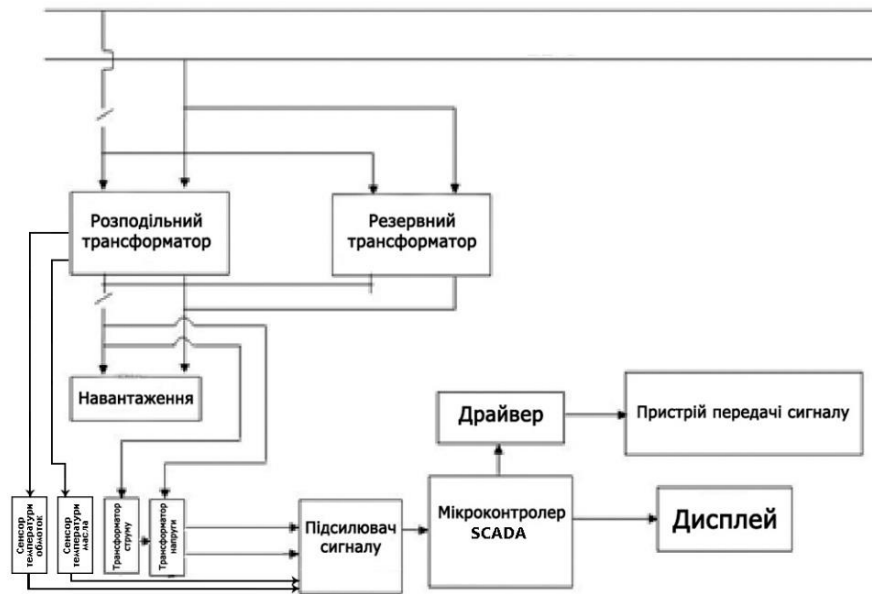 Розподільний
трансформатор
Резервний
трансформатор
Навантаження
Драйвер
Пристрій передачі сигналу
Сенсор
температури
обмоток
Сенсор
температури
масла
Трансформатор
струму
Трансформатор
напруги
Підсилювач
сигналу
Мікроконтролер
SCADA
Дисплей